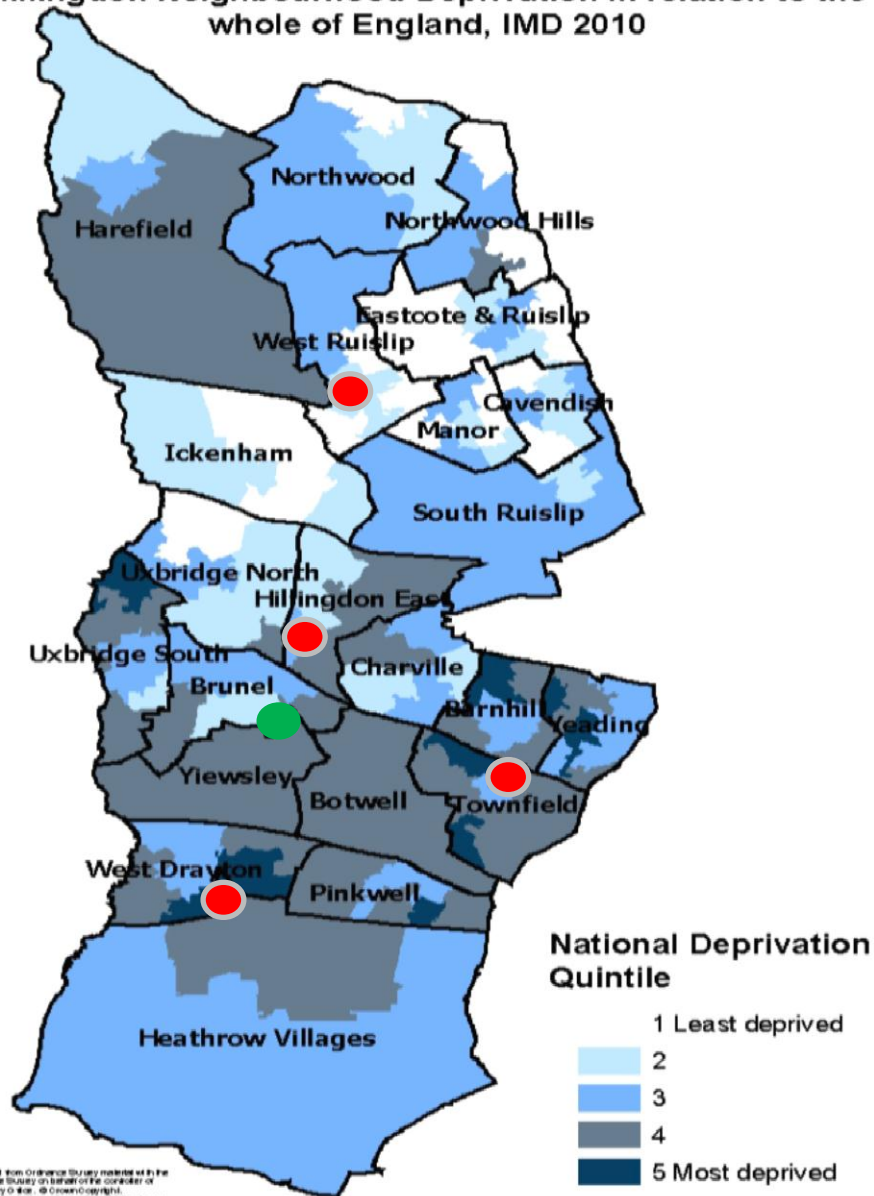 whole of England, IMD 2010
Northwood
Northwood Hills
Harefield
Eastcote & Ruislip
West Ruislip
Cavendish
Manor
Ickenham
South Ruislip
Uxbridge North
Hillingdon East
Uxbridge South
Charville
Brunel
Barnhill
Yeading
Yiewsley
Botwell
Townfield
West Drayton
Pinkwell
Heathrow Villages
National Deprivation
Quintile
1 Least deprived
2
3
4
5 Most deprived